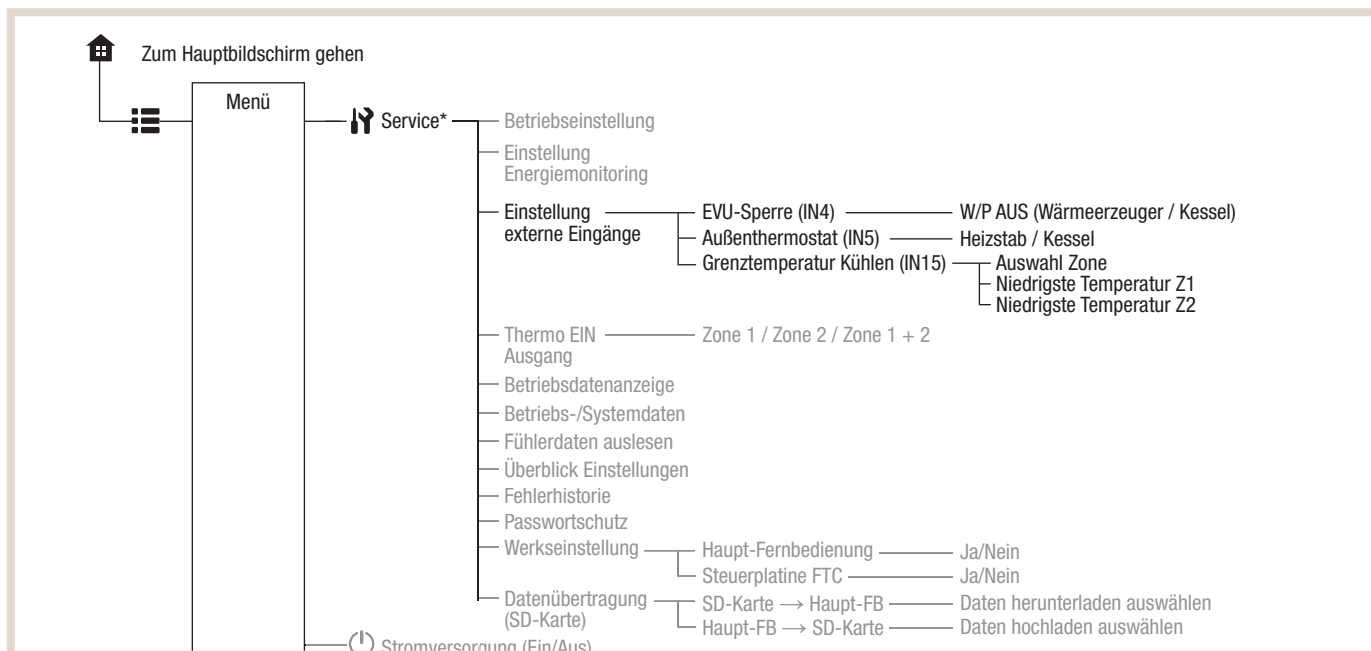 Zum Hauptbildschirm gehen
Menü
Service*
Betriebseinstellung
Einstellung
Energiemonitoring
Einstellung
externe Eingänge
EVU-Sperre (IN4)
W/P AUS (Wärmeerzeuger / Kessel)
Außenthermostat (IN5)
Heizstab / Kessel
Grenztemperatur Kühlen (IN15)
Auswahl Zone
Niedrigste Temperatur Z1
Niedrigste Temperatur Z2
Thermo EIN
Ausgang
Zone 1 / Zone 2 / Zone 1 + 2
Betriebsdatenanzeige
Betriebs-/Systemdaten
Fühlerdaten auslesen
Überblick Einstellungen
Fehlerhistorie
Passwortschutz
Werkseinstellung
Haupt-Fernbedienung
Ja/Nein
Steuerplatine FTC
Ja/Nein
Datenübertragung
(SD-Karte)
SD-Karte → Haupt-FB
Daten herunterladen auswählen
Haupt-FB → SD-Karte
Daten hochladen auswählen
Stromversorgung (Ein/Aus)